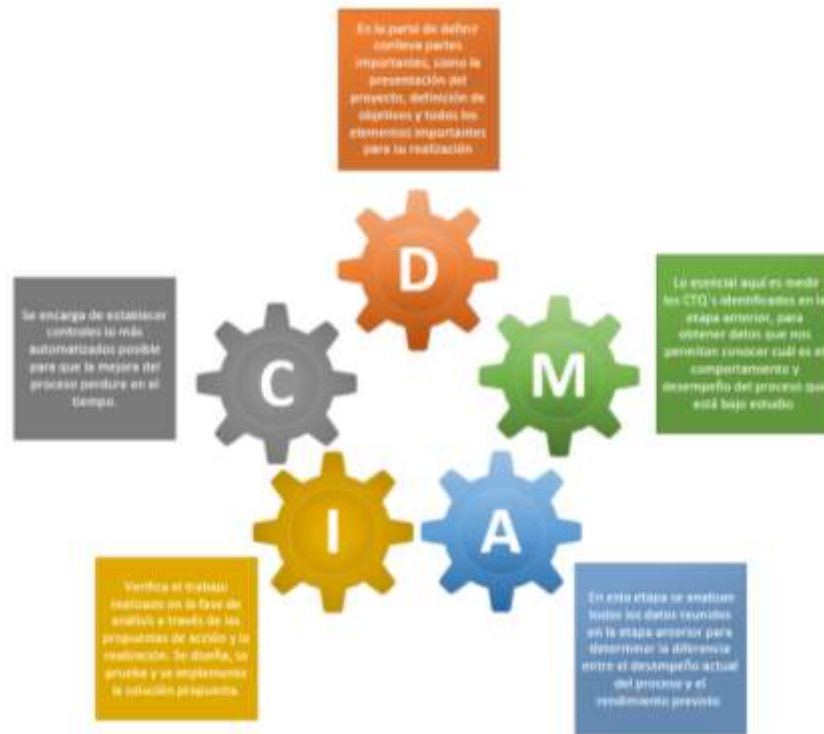 En la parte de definir
conlleva partes
importantes, como la
presentación del
proyecto, definición de
objetivos y todos los
elementos importantes
para su realización
D
Lo esencial aquí es medir
los CTQ's identificados en la
etapa anterior, para
obtener datos que nos
permitan conocer cuál es el
comportamiento y
desempeño del proceso que
está bajo estudio
M
En esta etapa se analizan
todos los datos reunidos
en la etapa anterior para
determinar la diferencia
entre el desempeño actual
del proceso y el
rendimiento previsto.
A
Verifica el trabajo
realizado en la fase de
análisis a través de las
propuestas de acción y la
realización. Se diseña, se
prueba y se implementa
la solución propuesta.
I
Se encarga de establecer
controles lo más
automatizados posible
para que la mejora del
proceso perdure en el
tiempo.
C